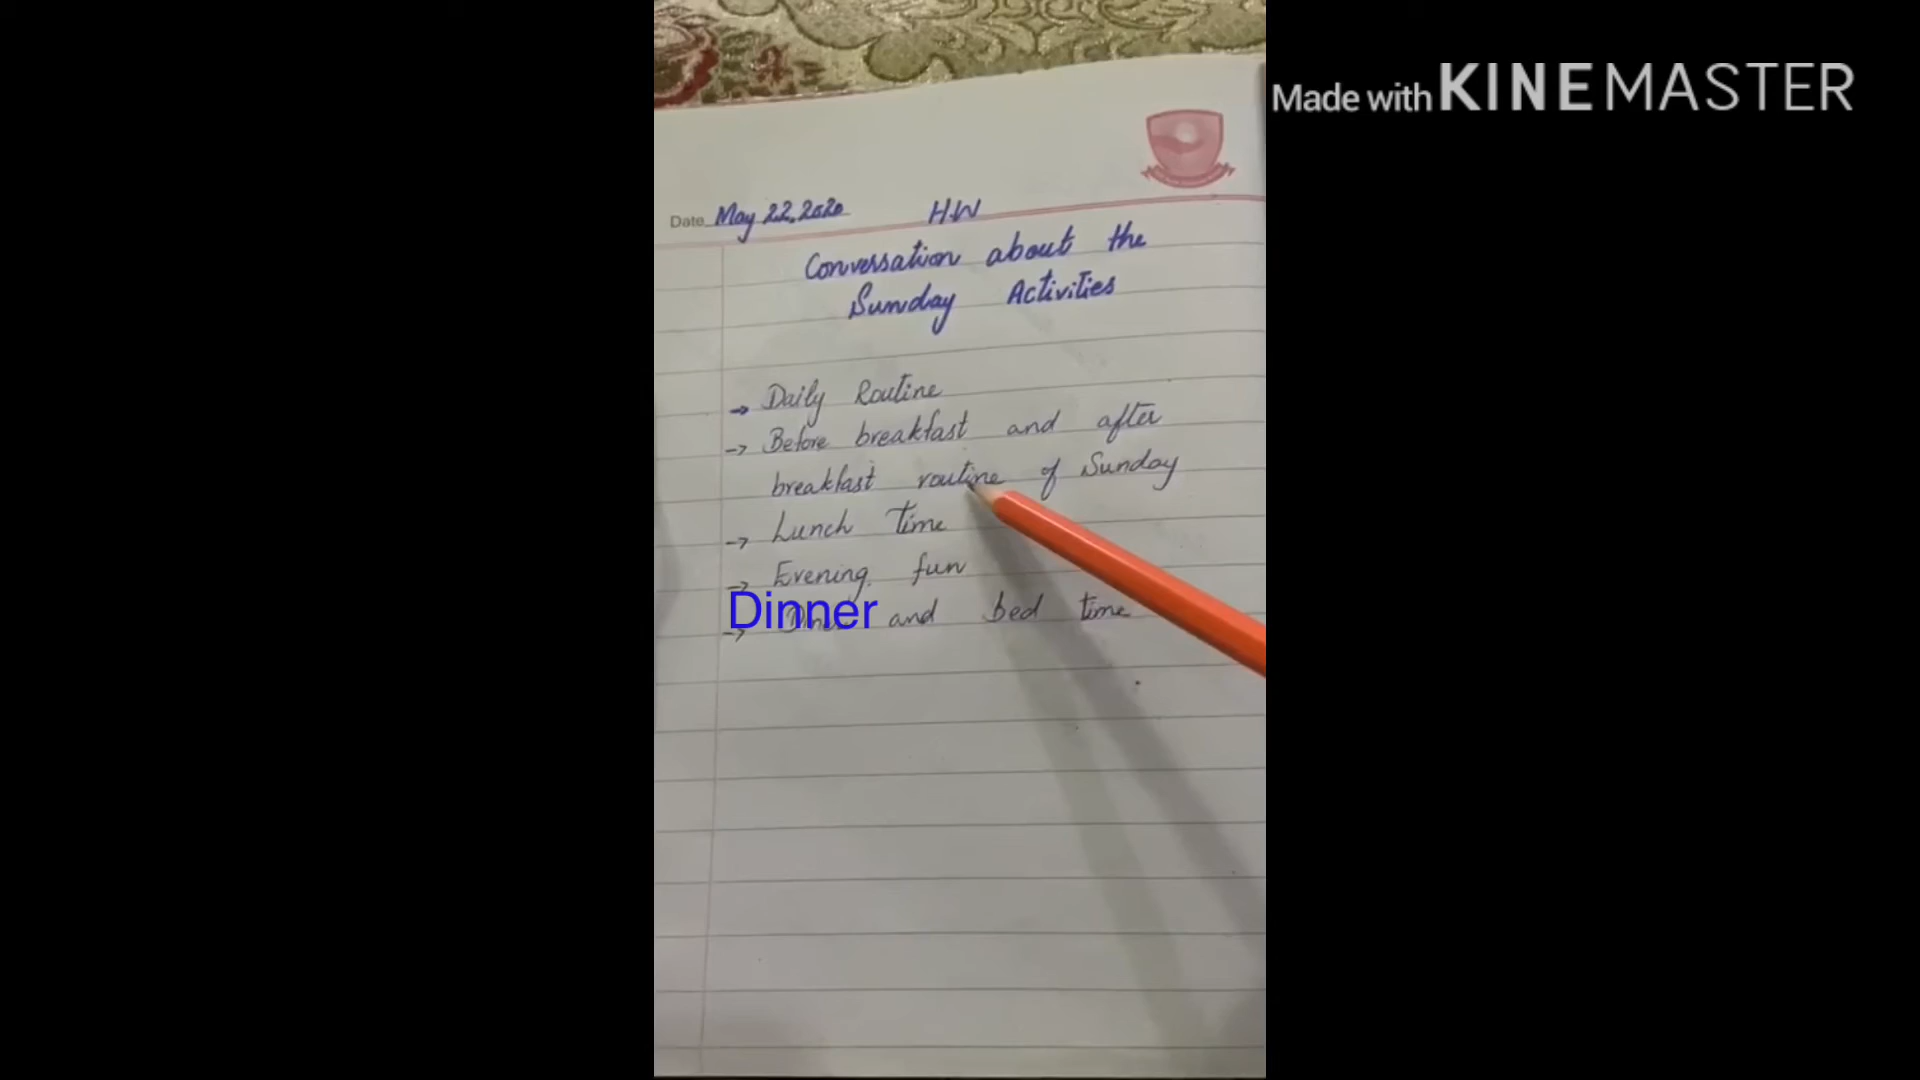 Made with KINEMASTER
Date May 22, 2020 HW
Conversation about the
Sunday Activities
→ Daily Routine
→ Before breakfast and after
breakfast routine of Sunday
→ Lunch time
→ Evening fun
→ Dinner and bed time